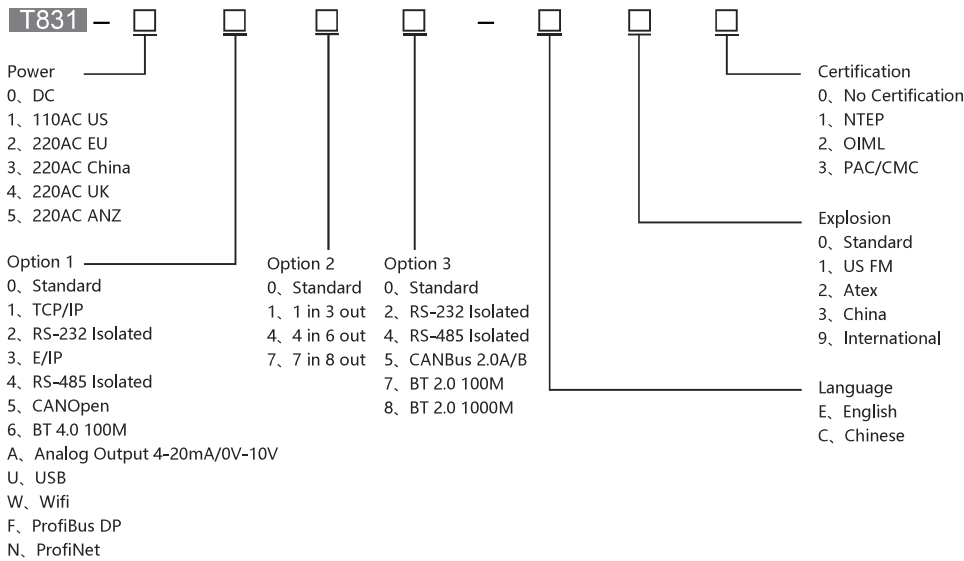 T831 – □ □ □ □ – □ □ □
Power
0、DC
1、110AC US
2、220AC EU
3、220AC China
4、220AC UK
5、220AC ANZ
Option 1
0、Standard
1、TCP/IP
2、RS-232 Isolated
3、E/IP
4、RS-485 Isolated
5、CANOpen
6、BT 4.0 100M
A、Analog Output 4-20mA/0V-10V
U、USB
W、Wifi
F、ProfiBus DP
N、ProfiNet
Option 2
0、Standard
1、1 in 3 out
4、4 in 6 out
7、7 in 8 out
Option 3
0、Standard
2、RS-232 Isolated
4、RS-485 Isolated
5、CANBus 2.0A/B
7、BT 2.0 100M
8、BT 2.0 1000M
Certification
0、No Certification
1、NTEP
2、OIML
3、PAC/CMC
Explosion
0、Standard
1、US FM
2、Atex
3、China
9、International
Language
E、English
C、Chinese